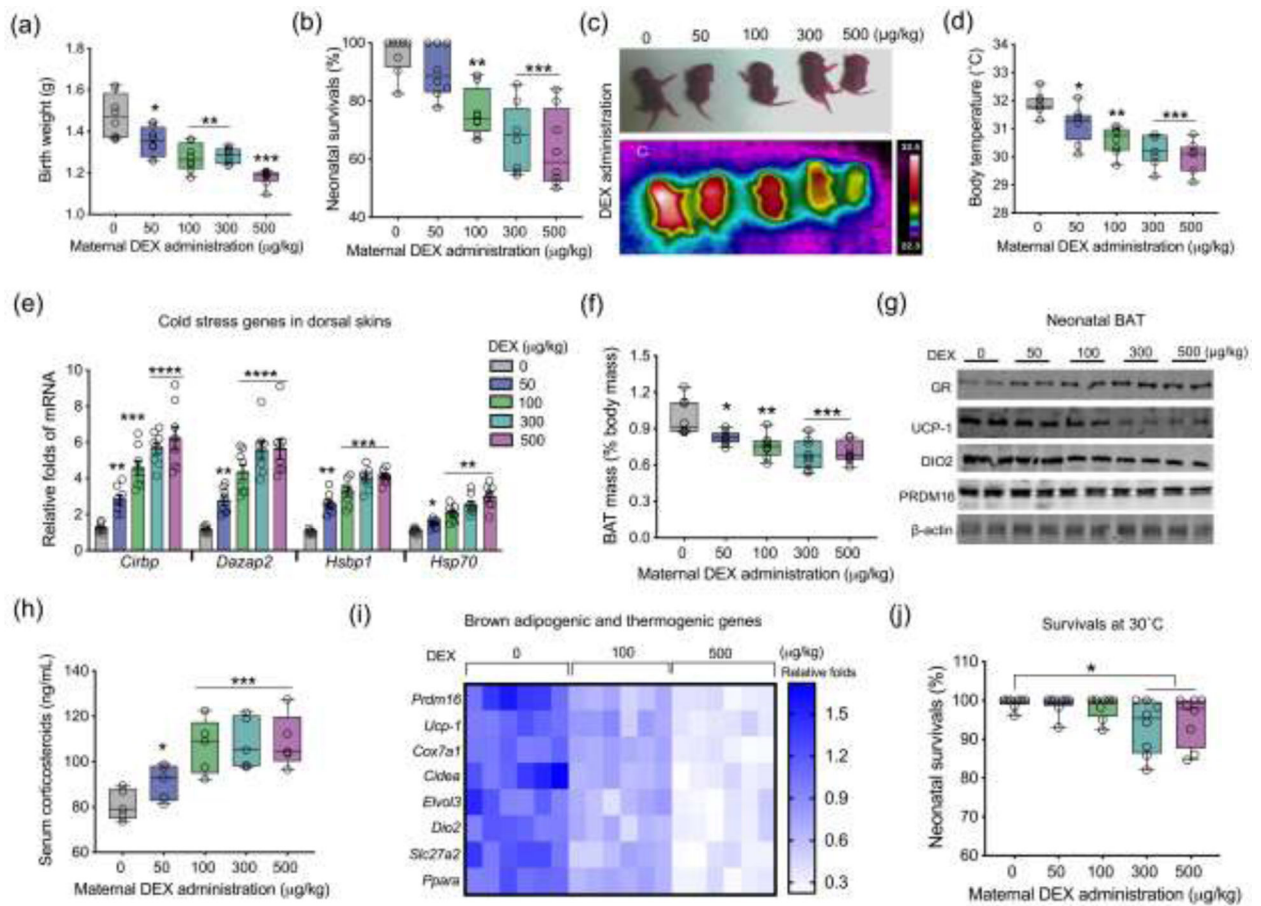 (a)
Birth weight (g)
1.8
1.6
1.4
1.2
1.0
*
**
***
0 50 100 300 500
Maternal DEX administration (μg/kg)
(b)
Neonatal survivals (%)
100
80
60
40
**
***
0 50 100 300 500
Maternal DEX administration (μg/kg)
(c)
0 50 100 300 500 (μg/kg)
DEX administration
C
22.3
(d)
Body temperature (˚C)
34
33
32
31
30
29
28
*
**
***
0 50 100 300 500
Maternal DEX administration (μg/kg)
(e)
Cold stress genes in dorsal skins
Relative folds of mRNA
10
8
6
4
2
0
** *** ****
** ****
** ***
* **
Cirbp Dazap2 Hsbp1 Hsp70
DEX (μg/kg)
0
50
100
300
500
(f)
BAT mass (% body mass)
1.5
1.2
0.9
0.6
0.3
0.0
*
**
***
0 50 100 300 500
Maternal DEX administration (μg/kg)
(g)
Neonatal BAT
DEX 0 50 100 300 500 (μg/kg)
GR
UCP-1
DIO2
PRDM16
β-actin
(h)
Serum corticosteroids (ng/mL)
140
120
100
80
60
*
***
0 50 100 300 500
Maternal DEX administration (μg/kg)
(i)
Brown adipogenic and thermogenic genes
DEX 0 100 500 (μg/kg)
Relative folds
Prdm16
Ucp-1
Cox7a1
Cidea
Elvol3
Dio2
Slc27a2
Ppara
1.5
1.2
0.9
0.6
0.3
(j)
Survivals at 30˚C
Neonatal survivals (%)
110
100
90
80
70
60
*
0 50 100 300 500
Maternal DEX administration (μg/kg)